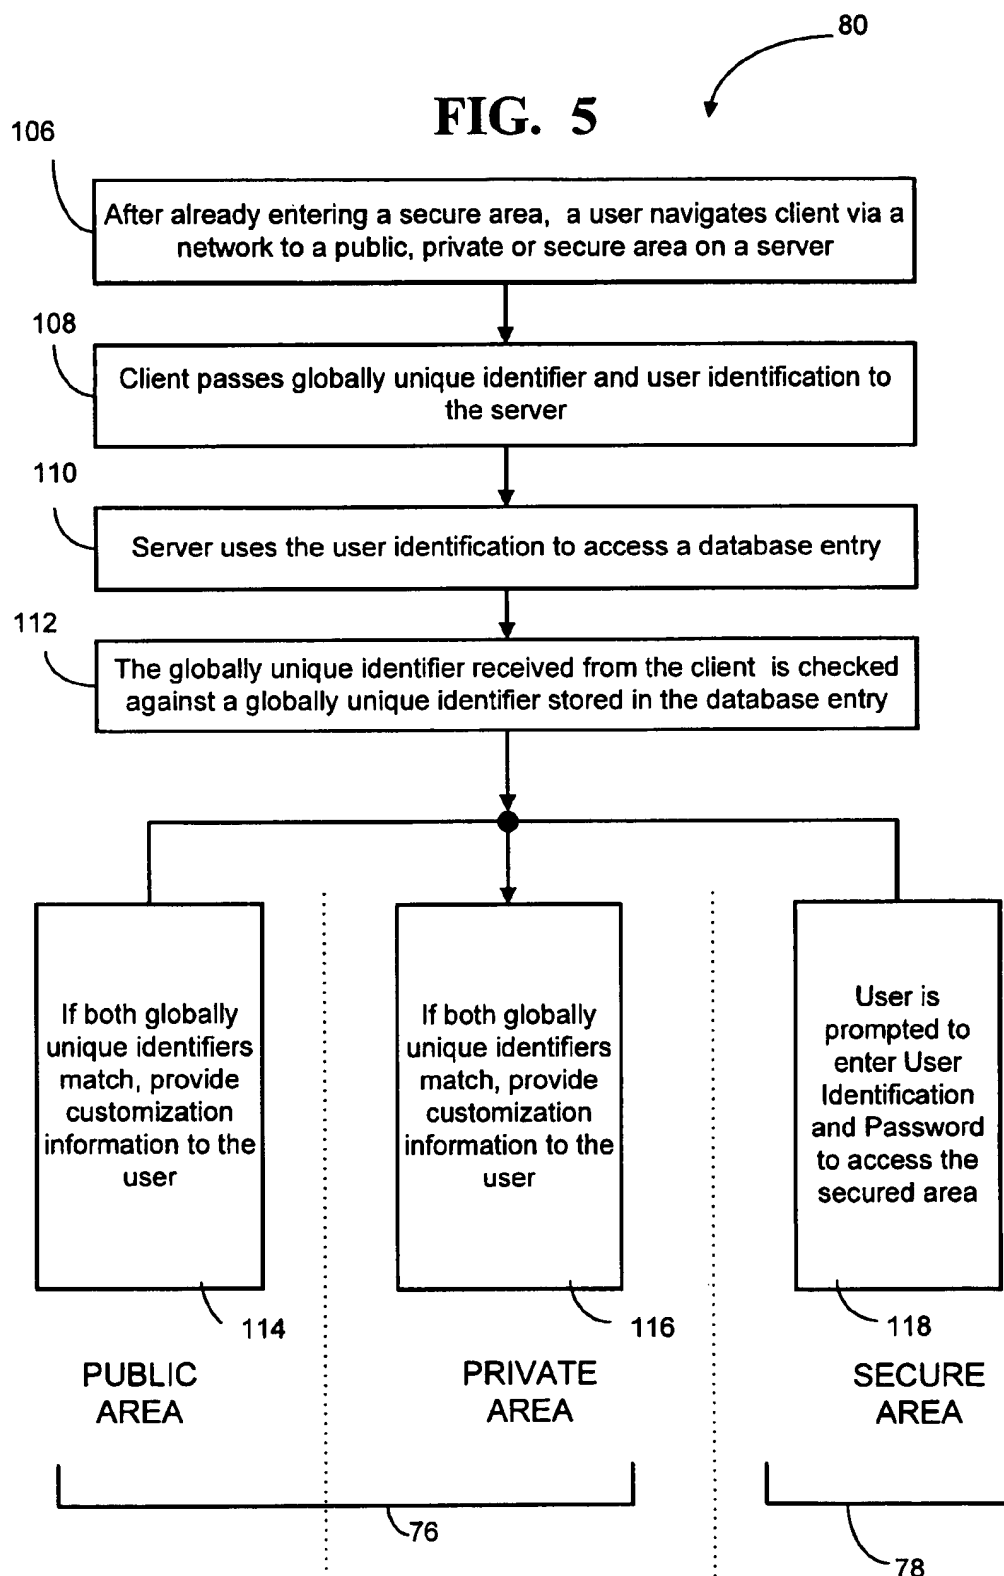 80
FIG. 5
106
After already entering a secure area, a user navigates client via a
network to a public, private or secure area on a server
108
Client passes globally unique identifier and user identification to
the server
110
Server uses the user identification to access a database entry
112
The globally unique identifier received from the client is checked
against a globally unique identifier stored in the database entry
If both globally
unique identifiers
match, provide
customization
information to the
user
114
PUBLIC
AREA
If both globally
unique identifiers
match, provide
customization
information to the
user
116
PRIVATE
AREA
User is
prompted to
enter User
Identification
and Password
to access the
secured area
118
SECURE
AREA
76
78